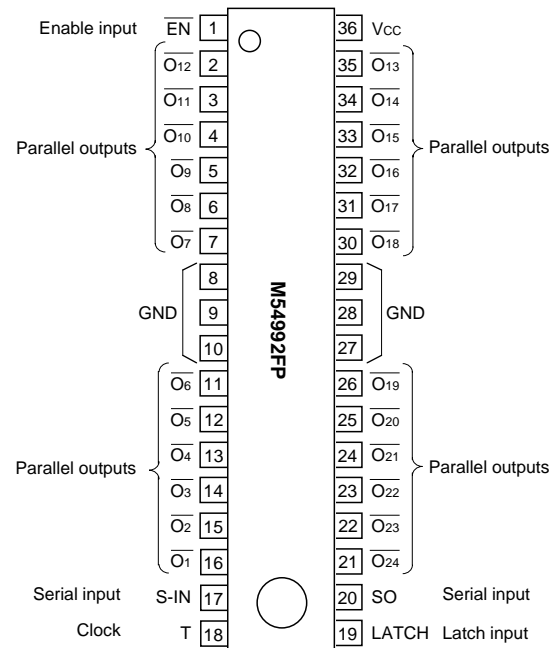 Enable input EN 1 36 Vcc
O12 2 35 O13
O11 3 34 O14
O10 4 33 O15
Parallel outputs Parallel outputs
O9 5 32 O16
O8 6 31 O17
O7 7 30 O18
8 29
GND 9 28 GND
10 27
M54992FP
O6 11 26 O19
O5 12 25 O20
O4 13 24 O21
Parallel outputs Parallel outputs
O3 14 23 O22
O2 15 22 O23
O1 16 21 O24
Serial input S-IN 17 20 SO Serial input
Clock T 18 19 LATCH Latch input